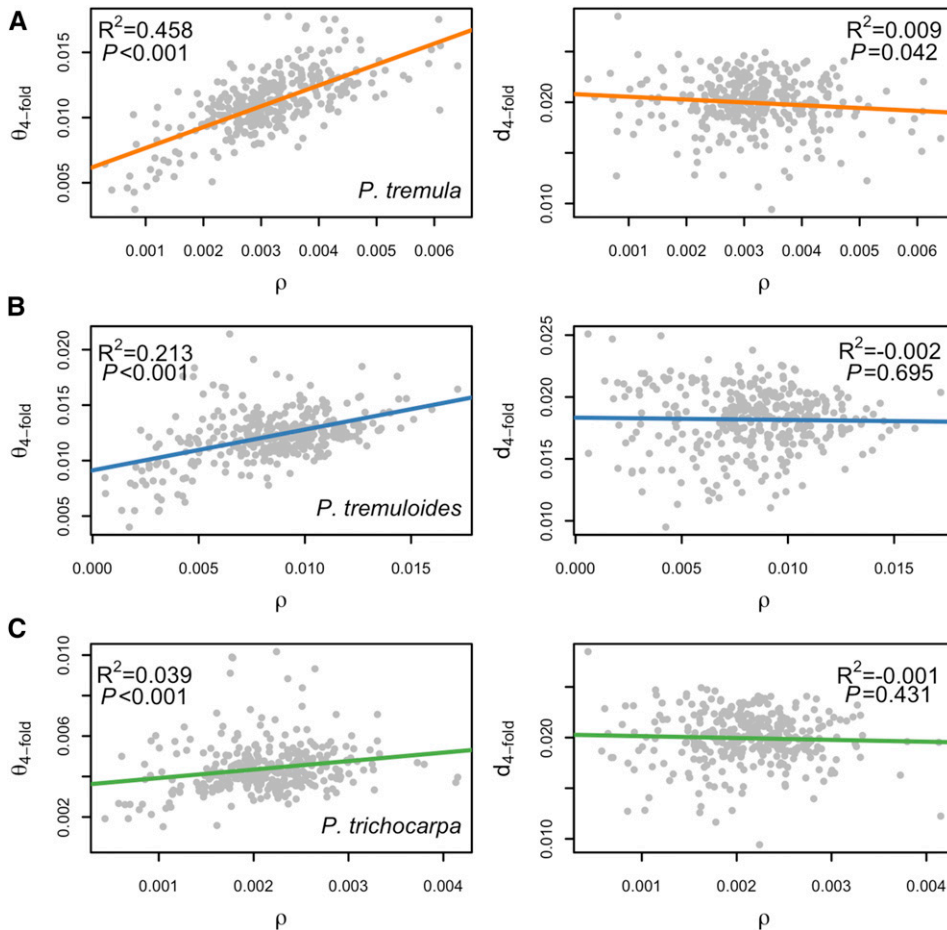 A
R²=0.458
P<0.001
P. tremula
θ4−fold
0.005 0.010 0.015
0.001 0.002 0.003 0.004 0.005 0.006
ρ
R²=0.009
P=0.042
d4−fold
0.010 0.020
0.001 0.002 0.003 0.004 0.005 0.006
ρ
B
R²=0.213
P<0.001
P. tremuloides
θ4−fold
0.005 0.010 0.015 0.020
0.000 0.005 0.010 0.015
ρ
R²=-0.002
P=0.695
d4−fold
0.010 0.015 0.020 0.025
0.000 0.005 0.010 0.015
ρ
C
R²=0.039
P<0.001
P. trichocarpa
θ4−fold
0.002 0.006 0.010
0.001 0.002 0.003 0.004
ρ
R²=-0.001
P=0.431
d4−fold
0.010 0.020
0.001 0.002 0.003 0.004
ρ